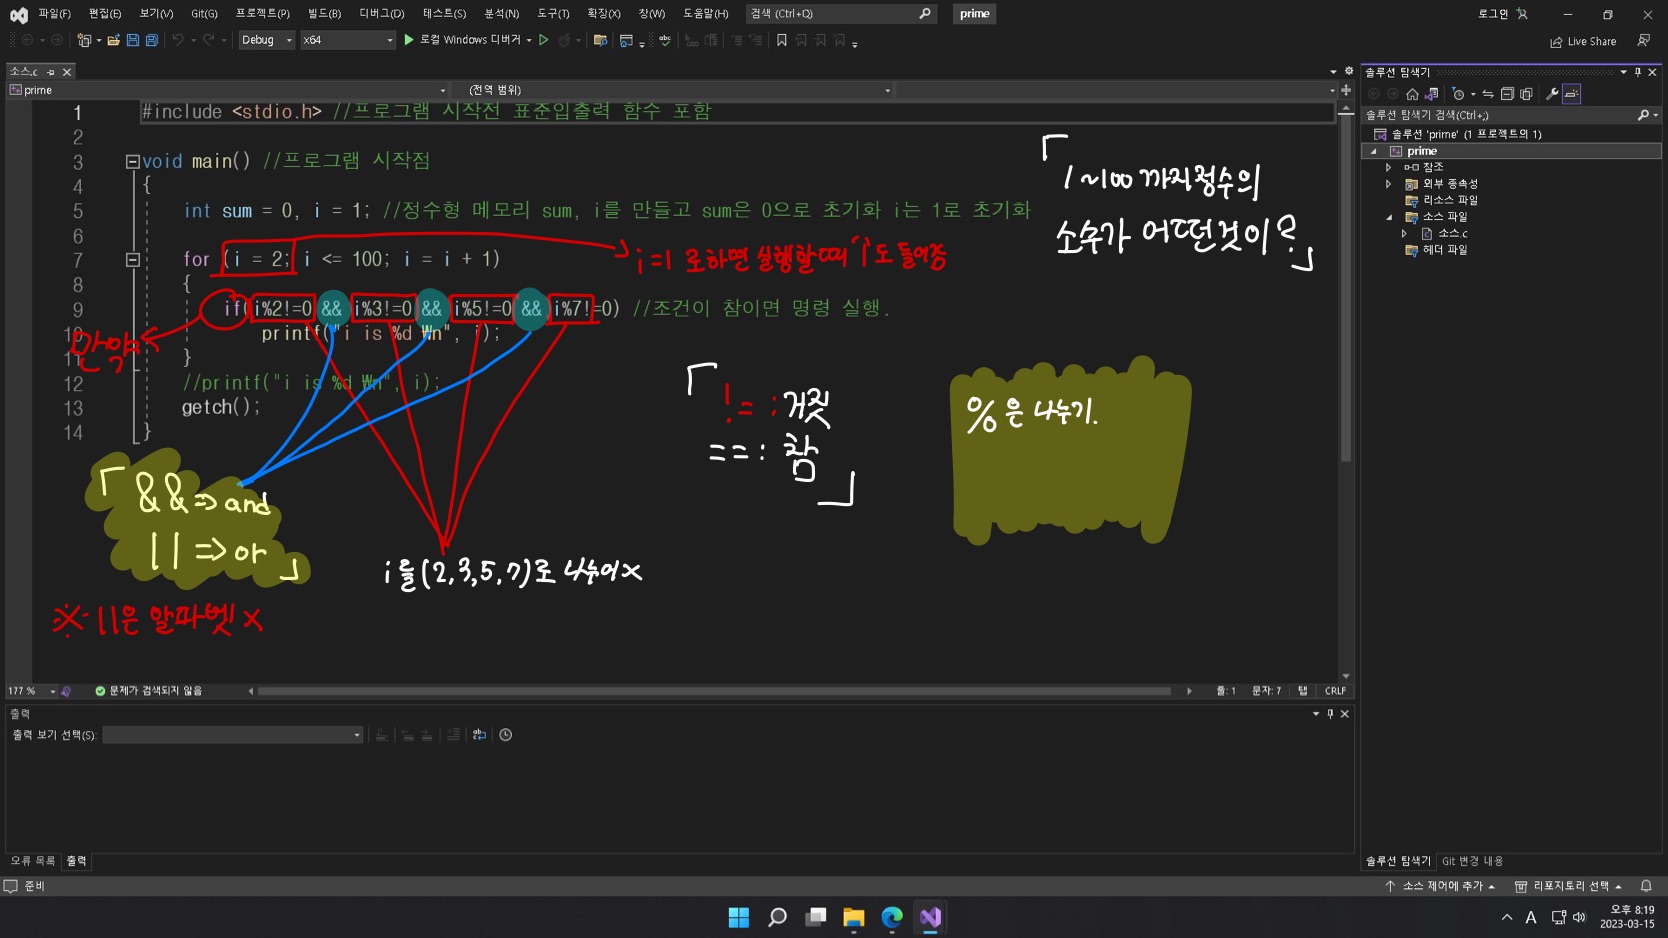 파일(F) 편집(E) 보기(V) Git(G) 프로젝트(P) 빌드(B) 디버그(D) 테스트(S) 분석(N) 도구(T) 확장(X) 창(W) 도움말(H) 검색 (Ctrl+Q) prime 로그인
Debug x64 로컬 Windows 디버거 Live Share
소스.c
prime (전역 범위)
1 #include <stdio.h> //프로그램 시작전 표준입출력 함수 포함
2
3 void main() //프로그램 시작점
4 {
5 int sum = 0, i = 1; //정수형 메모리 sum, i를 만들고 sum은 0으로 초기화 i는 1로 초기화
6
7 for (i = 2; i <= 100; i = i + 1)
8 {
9 if(i%2!=0 && i%3!=0 && i%5!=0 && i%7!=0) //조건이 참이면 명령 실행.
10 printf("i is %d ₩n", i);
11 }
12 //printf("i is %d ₩n", i);
13 getch();
14 }
「1~100까지정수의
소수가 어떤것이?」
i=1 로하면 실행할때 '1'도 들어감
만약
「!= : 거짓
== : 참」
%은 나누기.
「&& => and
|| => or」
i를(2,3,5,7)로 나누어x
※ ||은 알파벳 x
177 % 문제가 검색되지 않음 줄: 1 문자: 7 탭 CRLF
출력
출력 보기 선택(S):
오류 목록 출력
준비
솔루션 탐색기
솔루션 탐색기 검색(Ctrl+;)
솔루션 'prime' (1 프로젝트의 1)
prime
참조
외부 종속성
리소스 파일
소스 파일
소스.c
헤더 파일
솔루션 탐색기 Git 변경 내용
소스 제어에 추가 리포지토리 선택
A 오후 8:19
2023-03-15